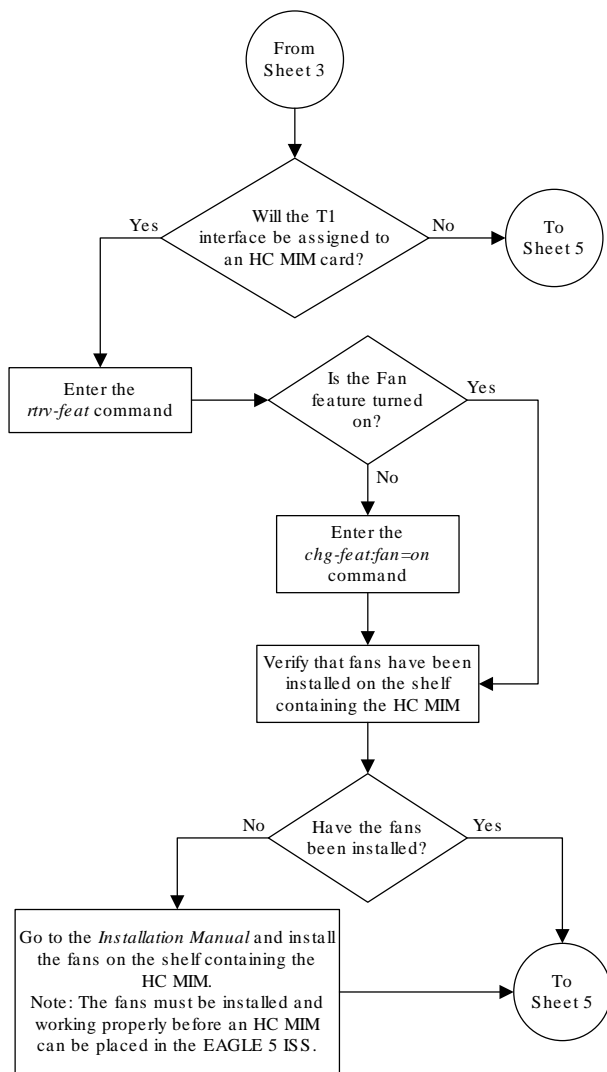 From
Sheet 3
Will the T1
interface be assigned to
an HC MIM card?
Yes
No
To
Sheet 5
Enter the
rtrv-feat command
Is the Fan
feature turned
on?
Yes
No
Enter the
chg-feat:fan=on
command
Verify that fans have been
installed on the shelf
containing the HC MIM
Have the fans
been installed?
No
Yes
Go to the Installation Manual and install
the fans on the shelf containing the
HC MIM.
Note: The fans must be installed and
working properly before an HC MIM
can be placed in the EAGLE 5 ISS.
To
Sheet 5